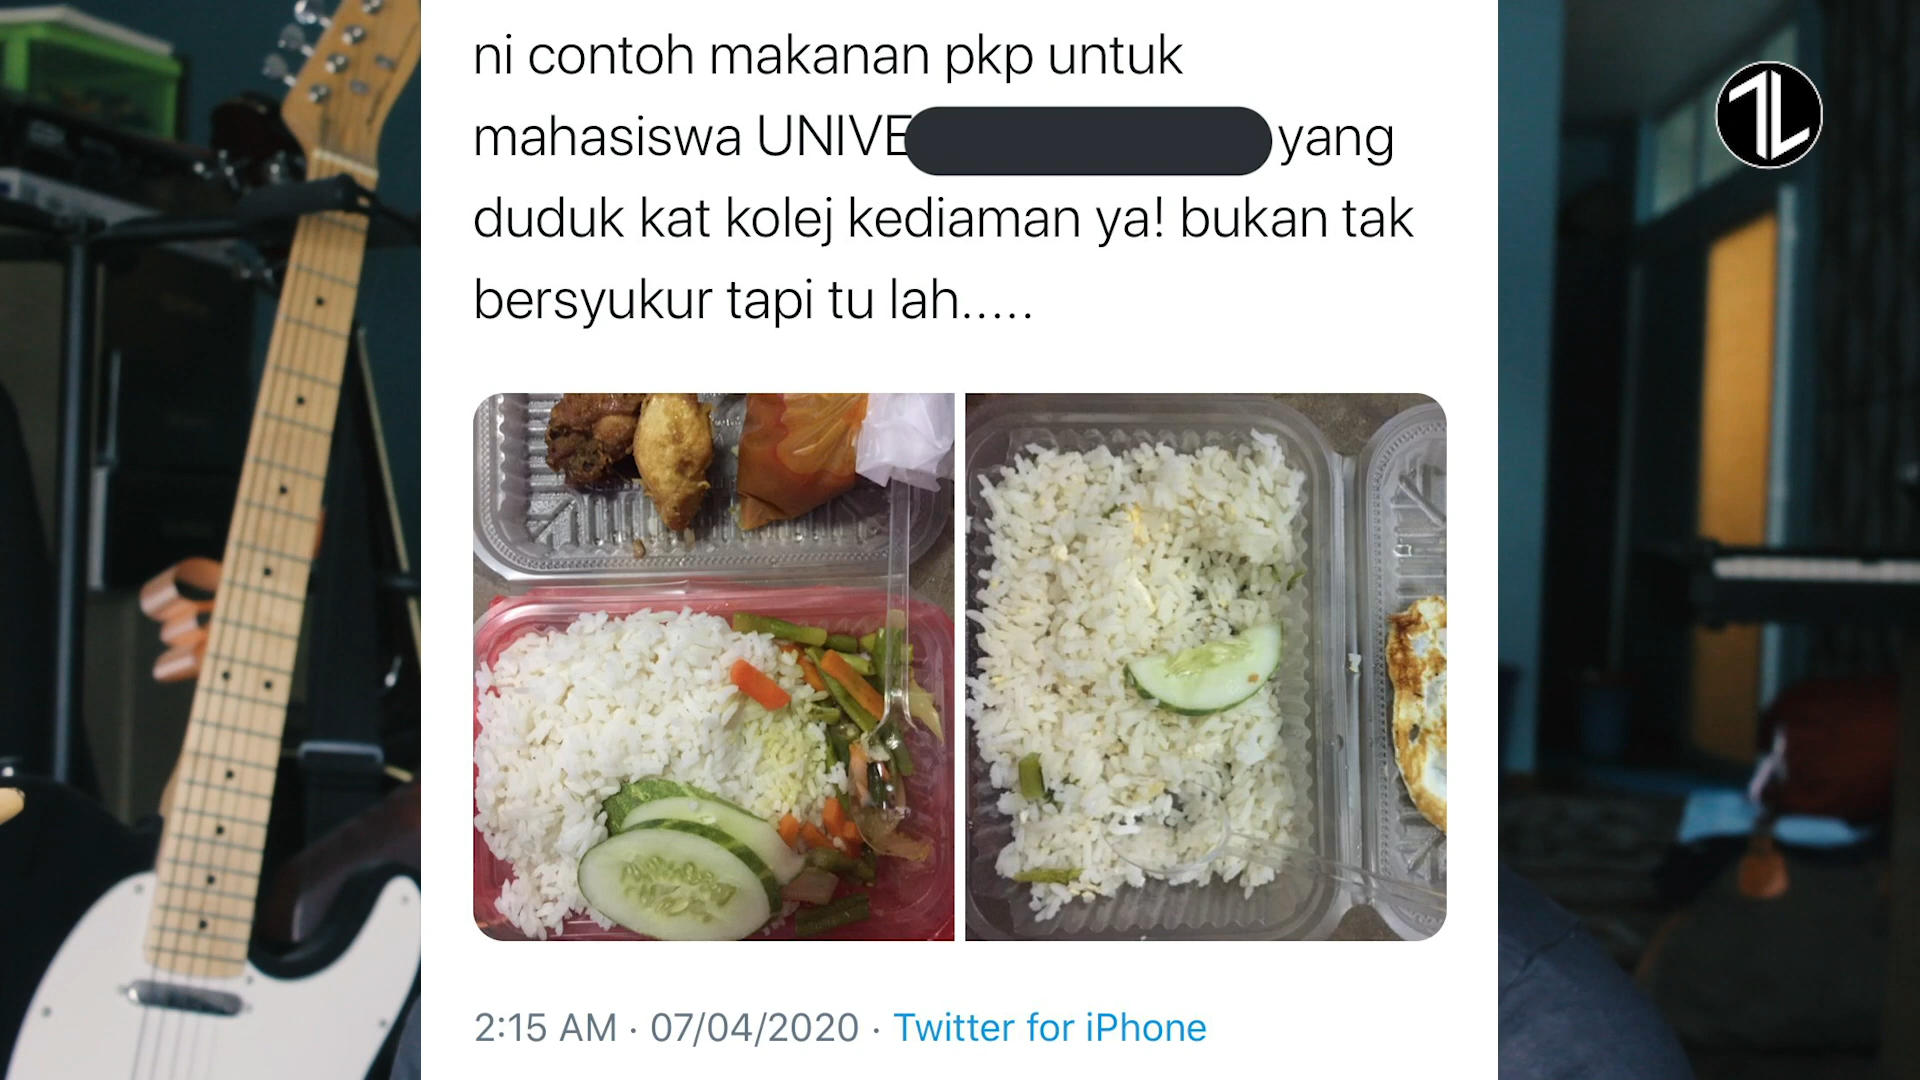 ni contoh makanan pkp untuk
mahasiswa UNIVE yang
duduk kat kolej kediaman ya! bukan tak
bersyukur tapi tu lah.....
2:15 AM · 07/04/2020 · Twitter for iPhone